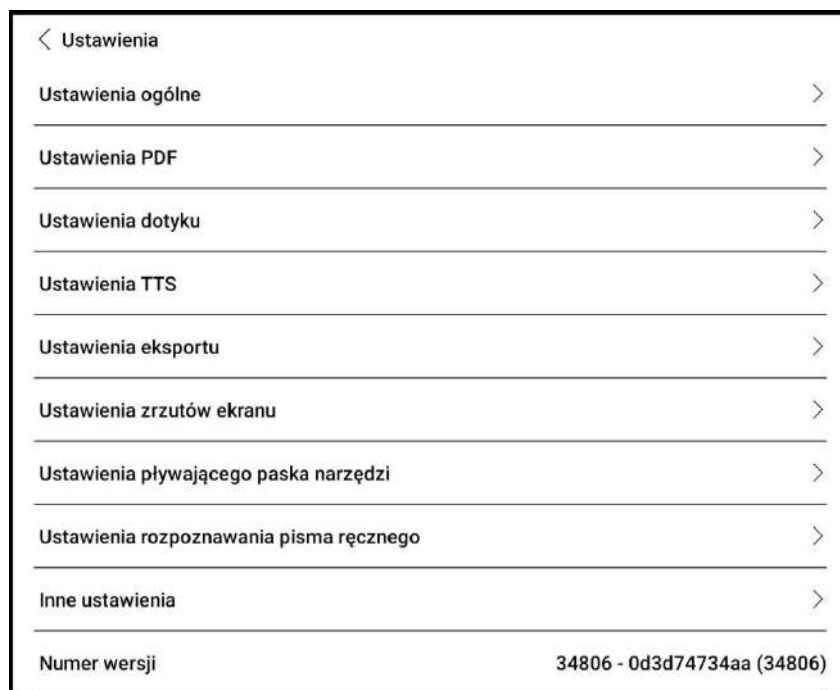 Ustawienia
Ustawienia ogólne
Ustawienia PDF
Ustawienia dotyku
Ustawienia TTS
Ustawienia eksportu
Ustawienia zrzutów ekranu
Ustawienia pływającego paska narzędzi
Ustawienia rozpoznawania pisma ręcznego
Inne ustawienia
Numer wersji 34806 - 0d3d74734aa (34806)